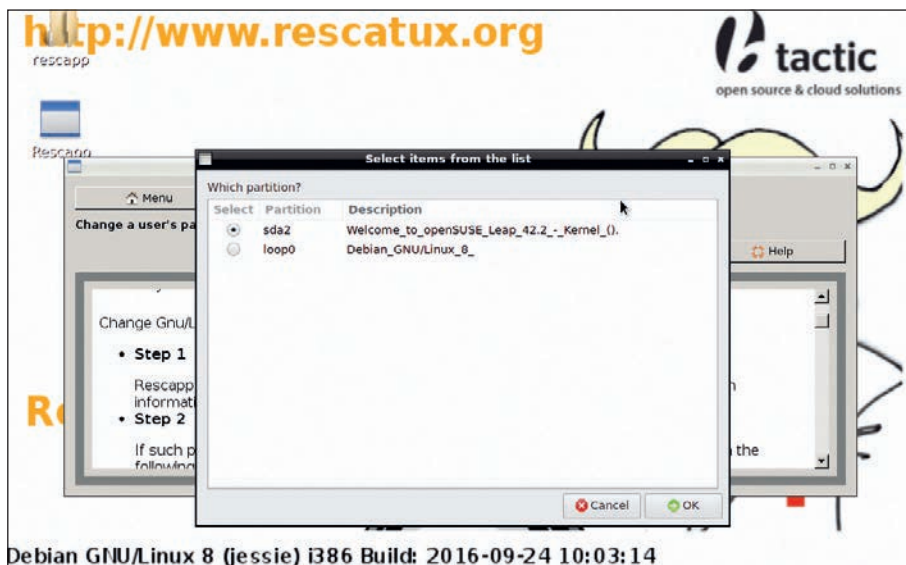 http://www.rescatux.org
rescapp
tactic
open source & cloud solutions
Rescapp
Select items from the list
Menu
Change a user's pa
Help
Which partition?
Select Partition Description
sda2 Welcome_to_openSUSE_Leap_42.2_-_Kernel_().
loop0 Debian_GNU/Linux_8_
Change Gnu/L
Step 1
Rescapp
informati
Step 2
If such p
the
following
Cancel
OK
Debian GNU/Linux 8 (jessie) i386 Build: 2016-09-24 10:03:14